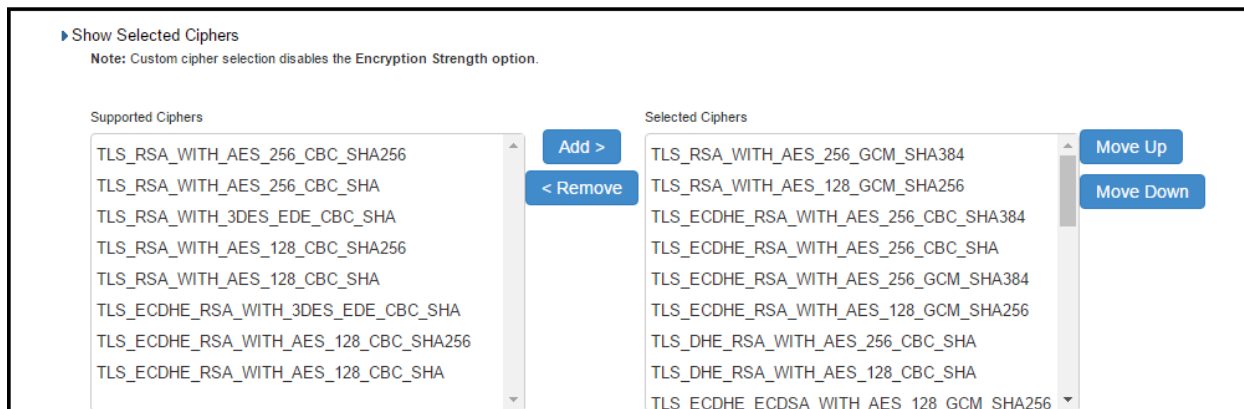 Show Selected Ciphers
Note: Custom cipher selection disables the Encryption Strength option.
Supported Ciphers
TLS_RSA_WITH_AES_256_CBC_SHA256
TLS_RSA_WITH_AES_256_CBC_SHA
TLS_RSA_WITH_3DES_EDE_CBC_SHA
TLS_RSA_WITH_AES_128_CBC_SHA256
TLS_RSA_WITH_AES_128_CBC_SHA
TLS_ECDHE_RSA_WITH_3DES_EDE_CBC_SHA
TLS_ECDHE_RSA_WITH_AES_128_CBC_SHA256
TLS_ECDHE_RSA_WITH_AES_128_CBC_SHA
Add >
< Remove
Selected Ciphers
TLS_RSA_WITH_AES_256_GCM_SHA384
TLS_RSA_WITH_AES_128_GCM_SHA256
TLS_ECDHE_RSA_WITH_AES_256_CBC_SHA384
TLS_ECDHE_RSA_WITH_AES_256_CBC_SHA
TLS_ECDHE_RSA_WITH_AES_256_GCM_SHA384
TLS_ECDHE_RSA_WITH_AES_128_GCM_SHA256
TLS_DHE_RSA_WITH_AES_256_CBC_SHA
TLS_DHE_RSA_WITH_AES_128_CBC_SHA
TLS_ECDHE_ECDSA_WITH_AES_128_GCM_SHA256
Move Up
Move Down